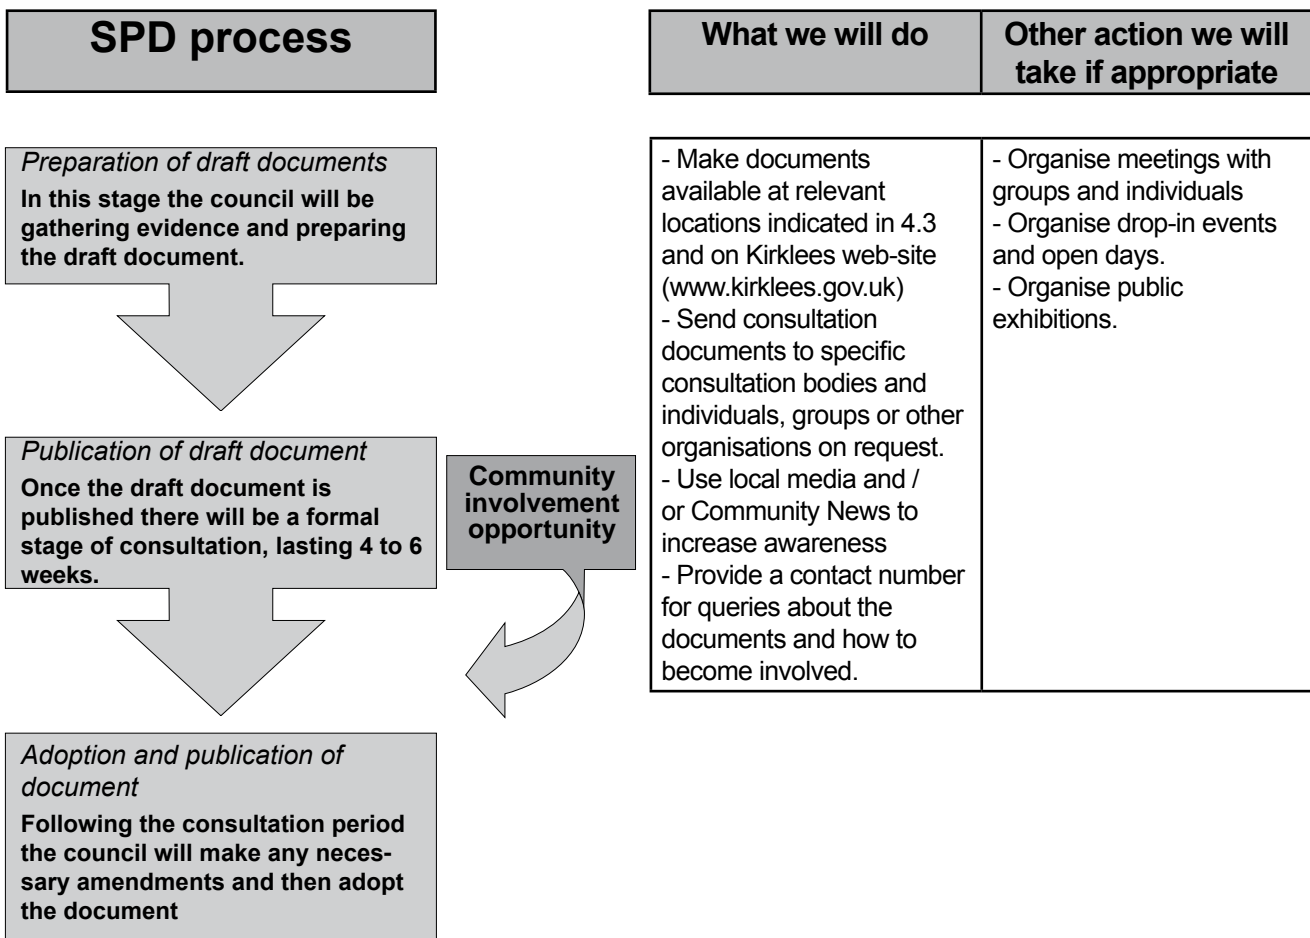 SPD process
Preparation of draft documents
In this stage the council will be
gathering evidence and preparing
the draft document.
Publication of draft document
Once the draft document is
published there will be a formal
stage of consultation, lasting 4 to 6
weeks.
Community
involvement
opportunity
Adoption and publication of
document
Following the consultation period
the council will make any neces-
sary amendments and then adopt
the document
What we will do
- Make documents
available at relevant
locations indicated in 4.3
and on Kirklees web-site
(www.kirklees.gov.uk)
- Send consultation
documents to specific
consultation bodies and
individuals, groups or other
organisations on request.
- Use local media and /
or Community News to
increase awareness
- Provide a contact number
for queries about the
documents and how to
become involved.
Other action we will
take if appropriate
- Organise meetings with
groups and individuals
- Organise drop-in events
and open days.
- Organise public
exhibitions.